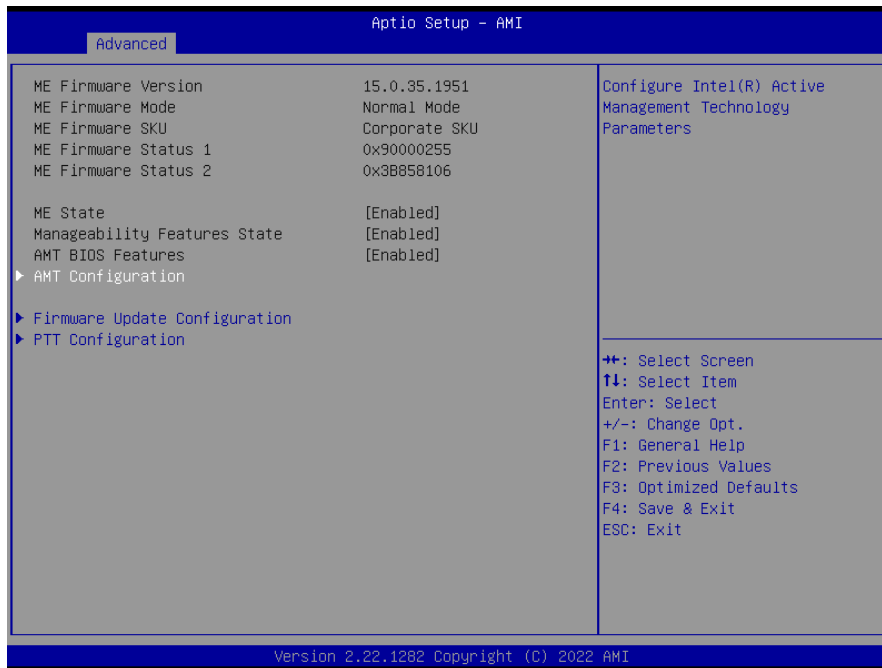 Aptio Setup – AMI
Advanced
ME Firmware Version 15.0.35.1951
ME Firmware Mode Normal Mode
ME Firmware SKU Corporate SKU
ME Firmware Status 1 0x90000255
ME Firmware Status 2 0x3B858106
ME State [Enabled]
Manageability Features State [Enabled]
AMT BIOS Features [Enabled]
▶ AMT Configuration
▶ Firmware Update Configuration
▶ PTT Configuration
Configure Intel(R) Active
Management Technology
Parameters
→←: Select Screen
↑↓: Select Item
Enter: Select
+/-: Change Opt.
F1: General Help
F2: Previous Values
F3: Optimized Defaults
F4: Save & Exit
ESC: Exit
Version 2.22.1282 Copyright (C) 2022 AMI